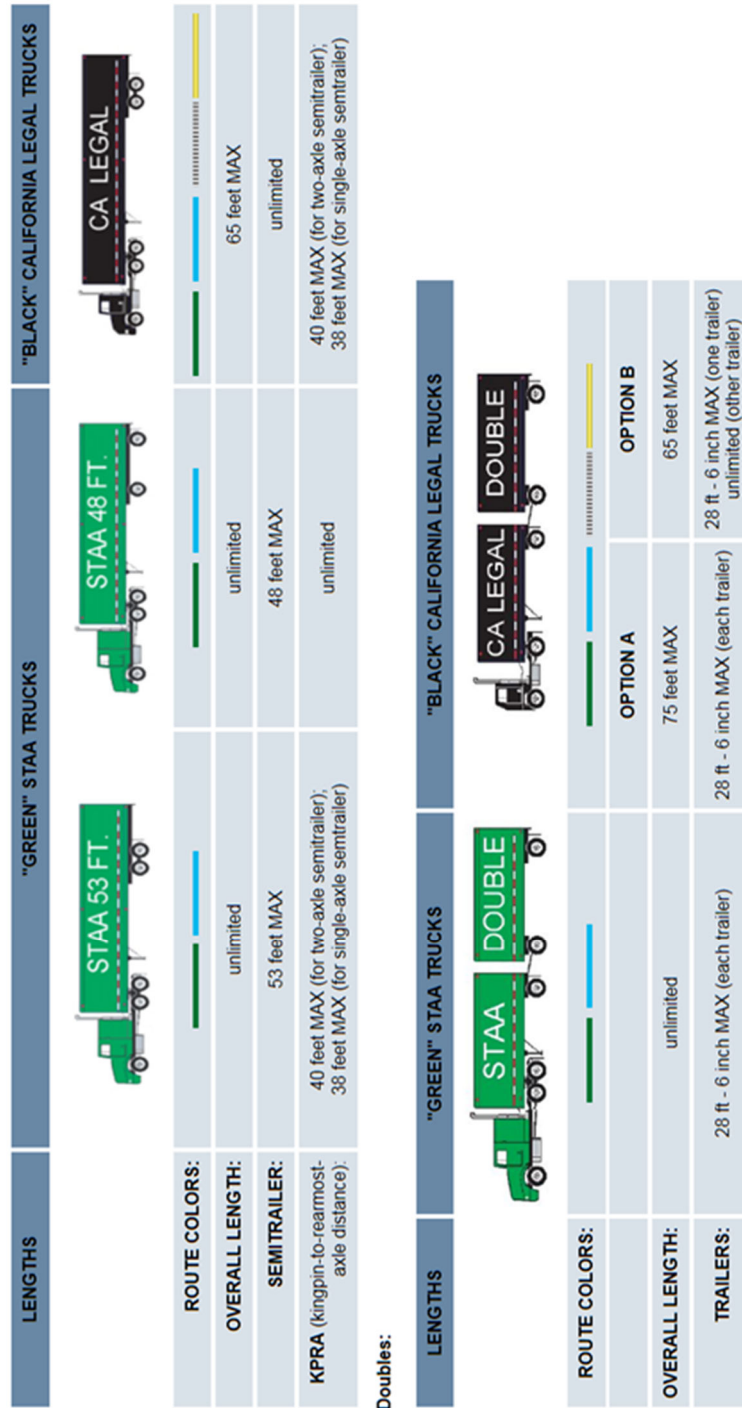 LENGTHS
"GREEN" STAA TRUCKS
"BLACK" CALIFORNIA LEGAL TRUCKS
STAA 53 FT.
STAA 48 FT.
CA LEGAL
ROUTE COLORS:
OVERALL LENGTH:
unlimited
unlimited
65 feet MAX
SEMITRAILER:
53 feet MAX
48 feet MAX
unlimited
KPRA (kingpin-to-rearmost-
axle distance):
40 feet MAX (for two-axle semitrailer);
38 feet MAX (for single-axle semtrailer)
unlimited
40 feet MAX (for two-axle semitrailer);
38 feet MAX (for single-axle semtrailer)
Doubles:
LENGTHS
"GREEN" STAA TRUCKS
"BLACK" CALIFORNIA LEGAL TRUCKS
STAA DOUBLE
CA LEGAL DOUBLE
ROUTE COLORS:
OPTION A
OPTION B
OVERALL LENGTH:
unlimited
75 feet MAX
65 feet MAX
TRAILERS:
28 ft - 6 inch MAX (each trailer)
28 ft - 6 inch MAX (each trailer)
28 ft - 6 inch MAX (one trailer)
unlimited (other trailer)